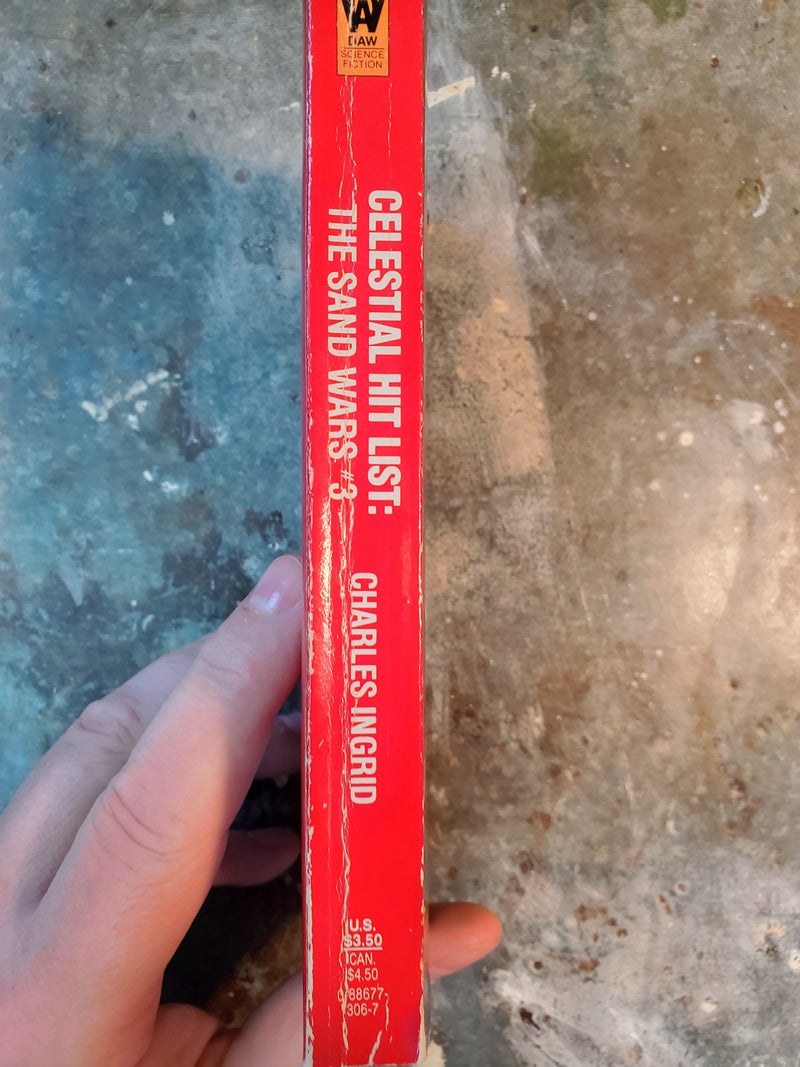 DAW
SCIENCE
FICTION
CELESTIAL HIT LIST:
THE SAND WARS #3
CHARLES INGRID
U.S.
$3.50
CAN.
$4.50
0-88677-
306-7